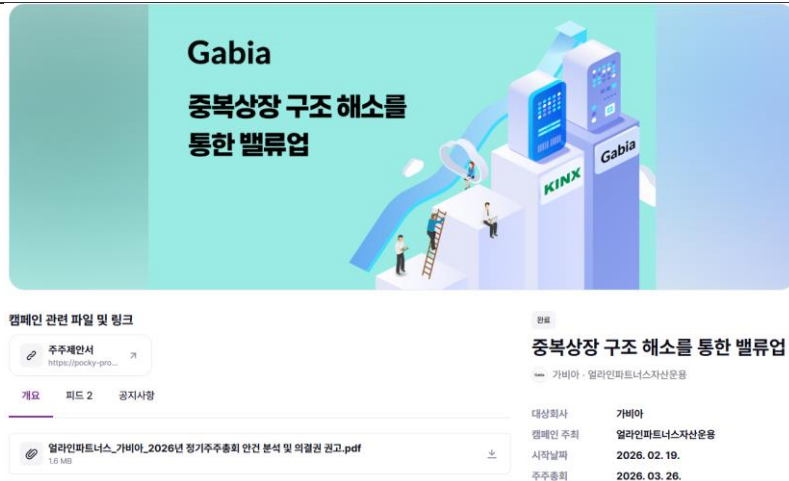 Gabia
중복상장 구조 해소를
통한 밸류업
KINX
Gabia
캠페인 관련 파일 및 링크
주주제안서
https://pocky-pro...
개요 피드 2 공지사항
얼라인파트너스_가비아_2026년 정기주주총회 안건 분석 및 의결권 권고.pdf
1.6 MB
완료
중복상장 구조 해소를 통한 밸류업
가비아 · 얼라인파트너스자산운용
대상회사 가비아
캠페인 주최 얼라인파트너스자산운용
시작날짜 2026. 02. 19.
주주총회 2026. 03. 26.